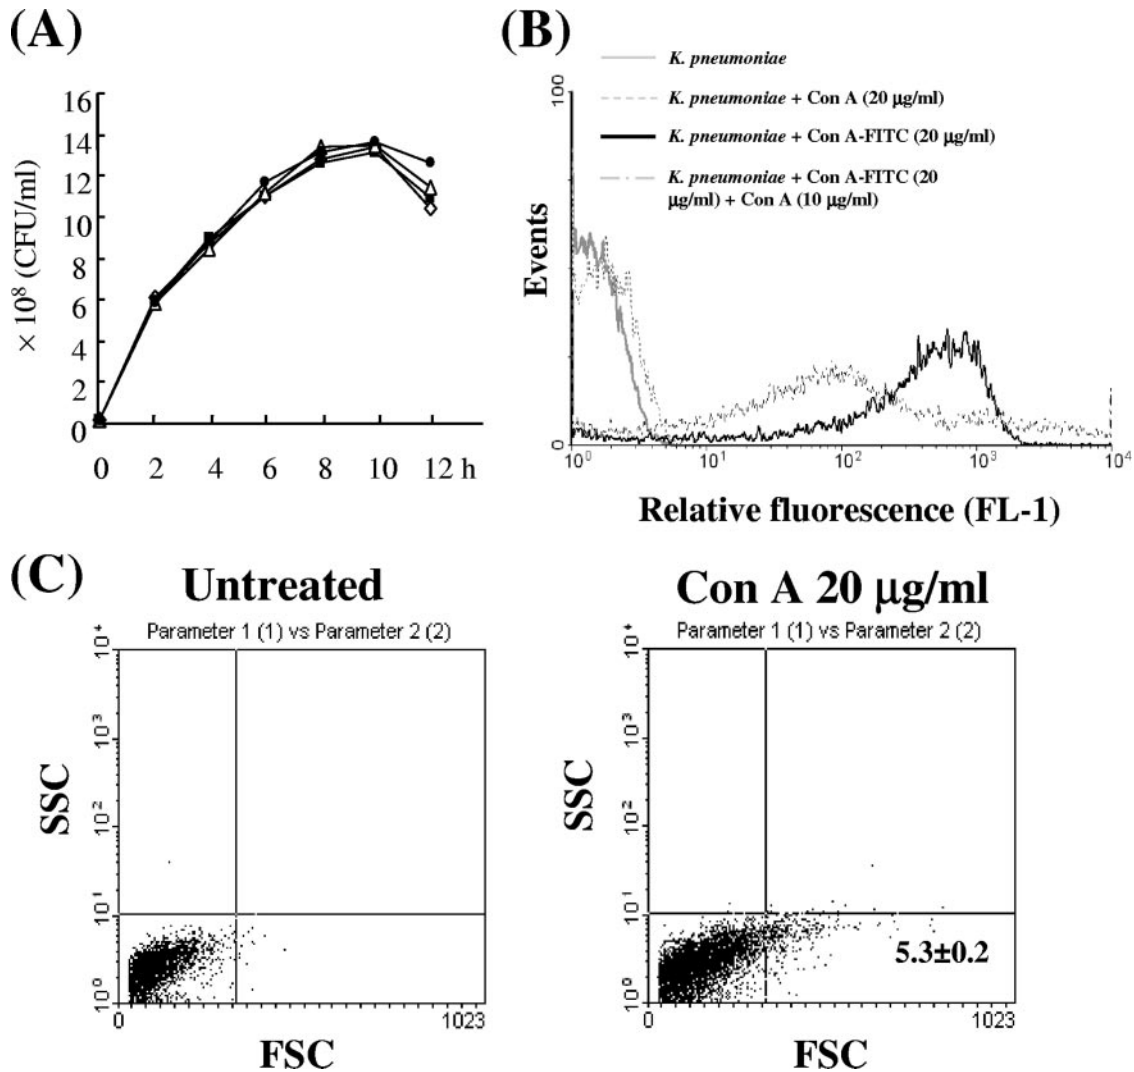 (A)
16
14
12
10
8
6
4
2
0
× 10⁸ (CFU/ml)
0 2 4 6 8 10 12 h
(B)
K. pneumoniae
K. pneumoniae + Con A (20 μg/ml)
K. pneumoniae + Con A-FITC (20 μg/ml)
K. pneumoniae + Con A-FITC (20
μg/ml) + Con A (10 μg/ml)
100
Events
0
10⁰ 10¹ 10² 10³ 10⁴
Relative fluorescence (FL-1)
(C)
Untreated
Parameter 1 (1) vs Parameter 2 (2)
10⁴
10³
10²
10¹
10⁰
SSC
0 1023
FSC
Con A 20 μg/ml
Parameter 1 (1) vs Parameter 2 (2)
10⁴
10³
10²
10¹
10⁰
SSC
5.3±0.2
0 1023
FSC